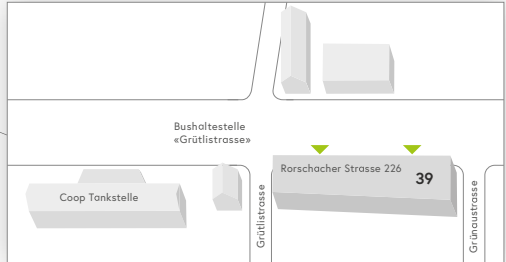 Bushaltestelle
«Grütlistrasse»
Rorschacher Strasse 226
39
Coop Tankstelle
Grütlistrasse
Grünaustrasse